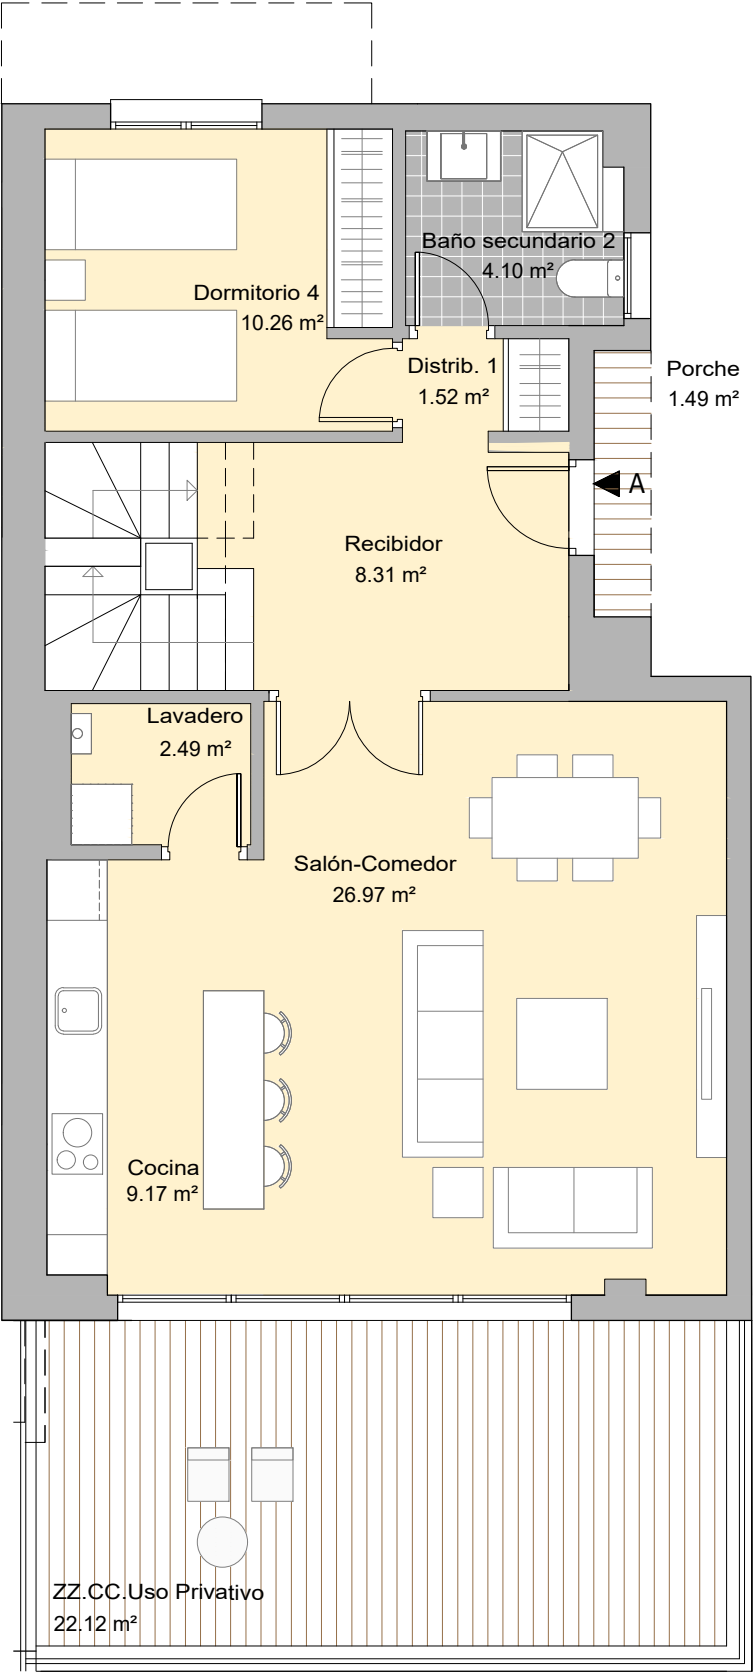 Baño secundario 2
4.10 m²
Dormitorio 4
10.26 m²
Distrib. 1
1.52 m²
Porche
1.49 m²
A
Recibidor
8.31 m²
Lavadero
2.49 m²
Salón-Comedor
26.97 m²
Cocina
9.17 m²
ZZ.CC.Uso Privativo
22.12 m²